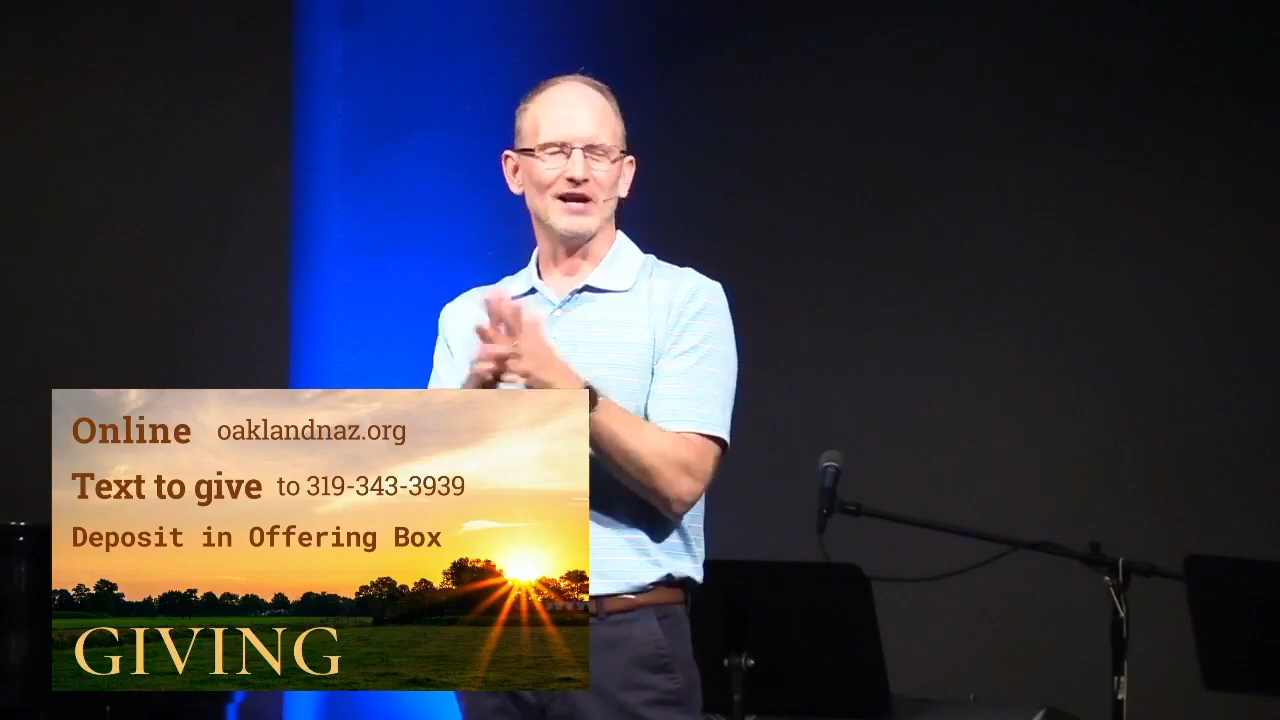 Online oaklandnaz.org
Text to give to 319-343-3939
Deposit in Offering Box
GIVING